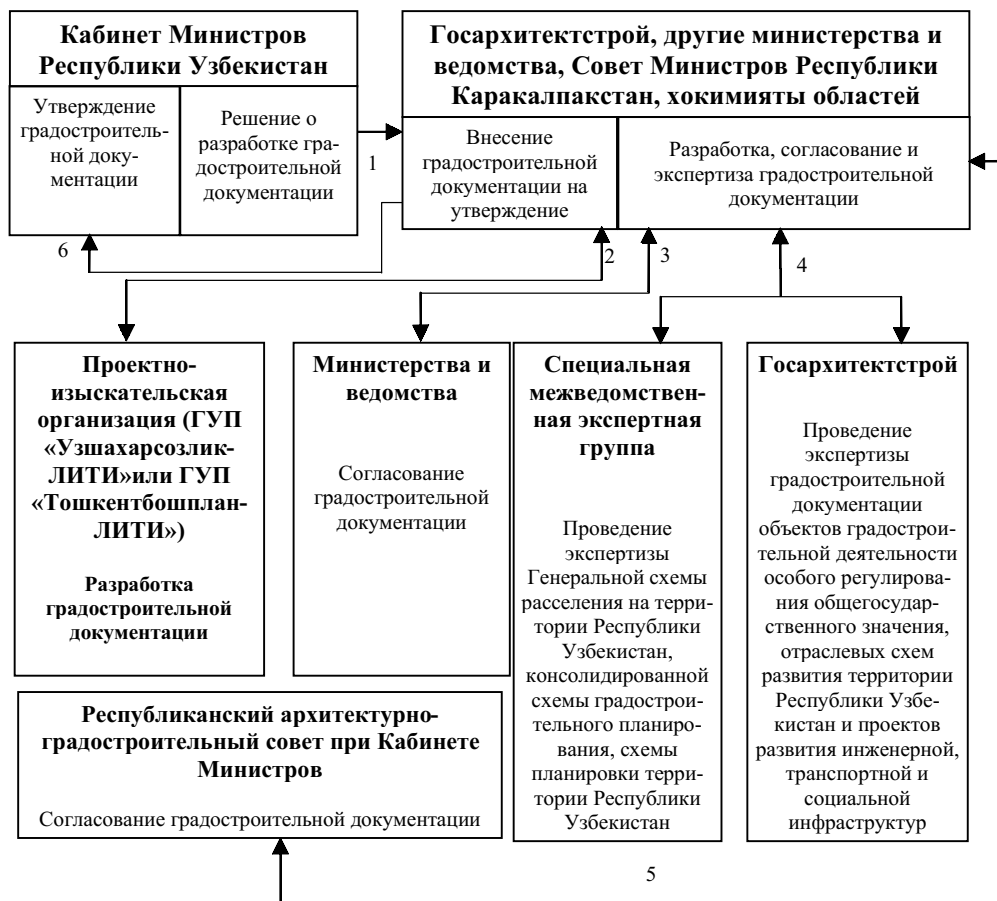 Кабинет Министров
Республики Узбекистан
Утверждение
градостроитель-
ной доку-
ментации
Решение о
разработке гра-
достроительной
документации
1
Госархитектстрой, другие министерства и
ведомства, Совет Министров Республики
Каракалпакстан, хокимияты областей
Внесение
градостроительной
документации на
утверждение
Разработка, согласование и
экспертиза градостроительной
документации
6
2
3
4
Проектно-
изыскательская
организация (ГУП
«Узшахарсозлик-
ЛИТИ»или ГУП
«Тошкентбошплан-
ЛИТИ»)
Разработка
градостроительной
документации
Министерства и
ведомства
Согласование
градостроительной
документации
Специальная
межведомствен-
ная экспертная
группа
Проведение
экспертизы
Генеральной схемы
расселения на терри-
тории Республики
Узбекистан,
консолидированной
схемы градострои-
тельного планиро-
вания, схемы
планировки терри-
тории Республики
Узбекистан
Госархитектстрой
Проведение
экспертизы
градостроительной
документации
объектов градострои-
тельной деятельности
особого регулирова-
ния общегосудар-
ственного значения,
отраслевых схем
развития территории
Республики Узбе-
кистан и проектов
развития инженерной,
транспортной и
социальной
инфраструктур
Республиканский архитектурно-
градостроительный совет при Кабинете
Министров
Согласование градостроительной документации
5